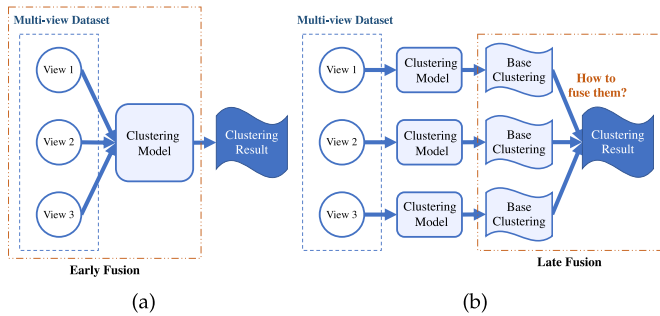 Multi-view Dataset
View 1
View 2
View 3
Clustering
Model
Clustering
Result
Early Fusion
(a)
Multi-view Dataset
View 1
Clustering
Model
Base
Clustering
View 2
Clustering
Model
Base
Clustering
View 3
Clustering
Model
Base
Clustering
How to
fuse them?
Clustering
Result
Late Fusion
(b)